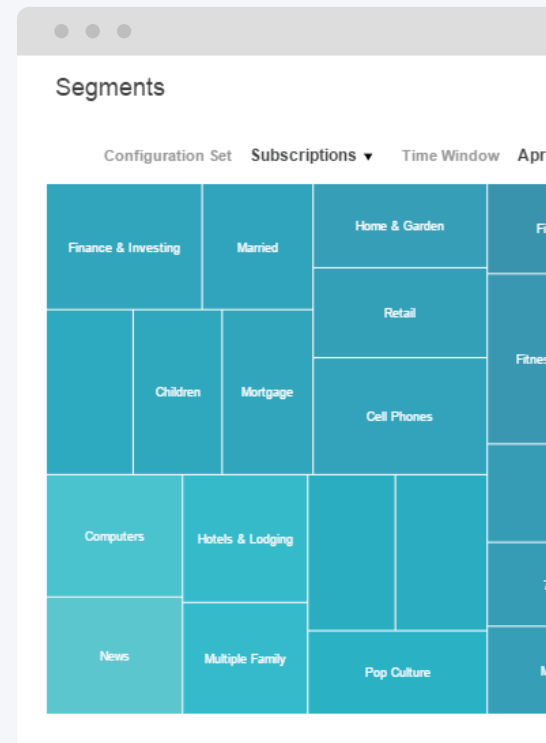 Segments
Configuration Set Subscriptions Time Window
Finance & Investing
Married
Home & Garden
Retail
Children
Mortgage
Cell Phones
Computers
Hotels & Lodging
News
Multiple Family
Pop Culture